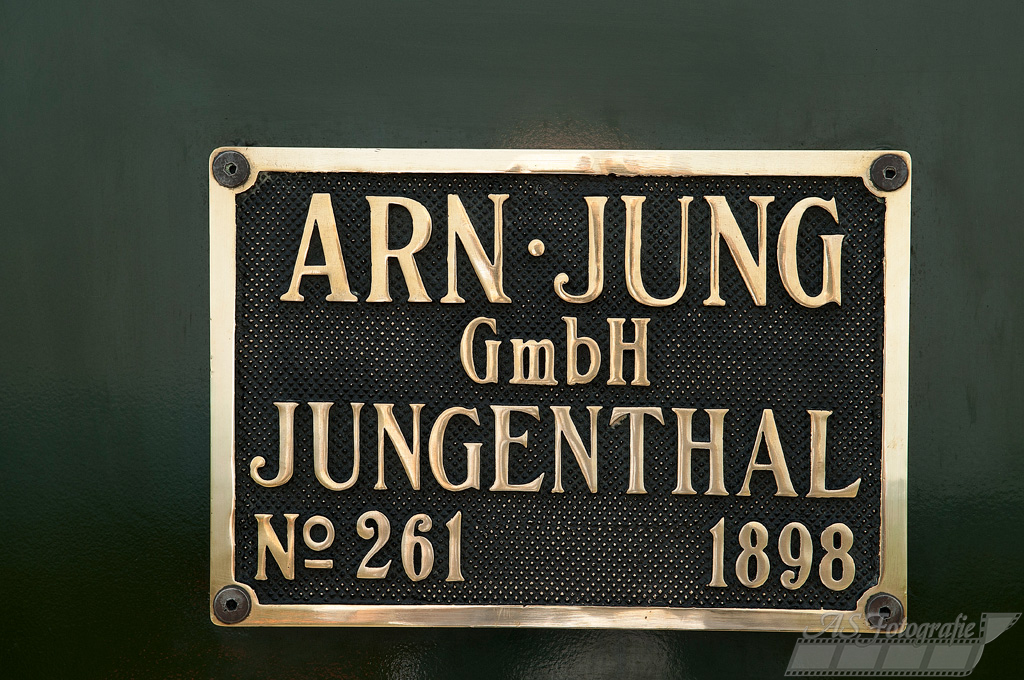 ARN·JUNG
GmbH
JUNGENTHAL
Nº 261 1898
AS Fotografie